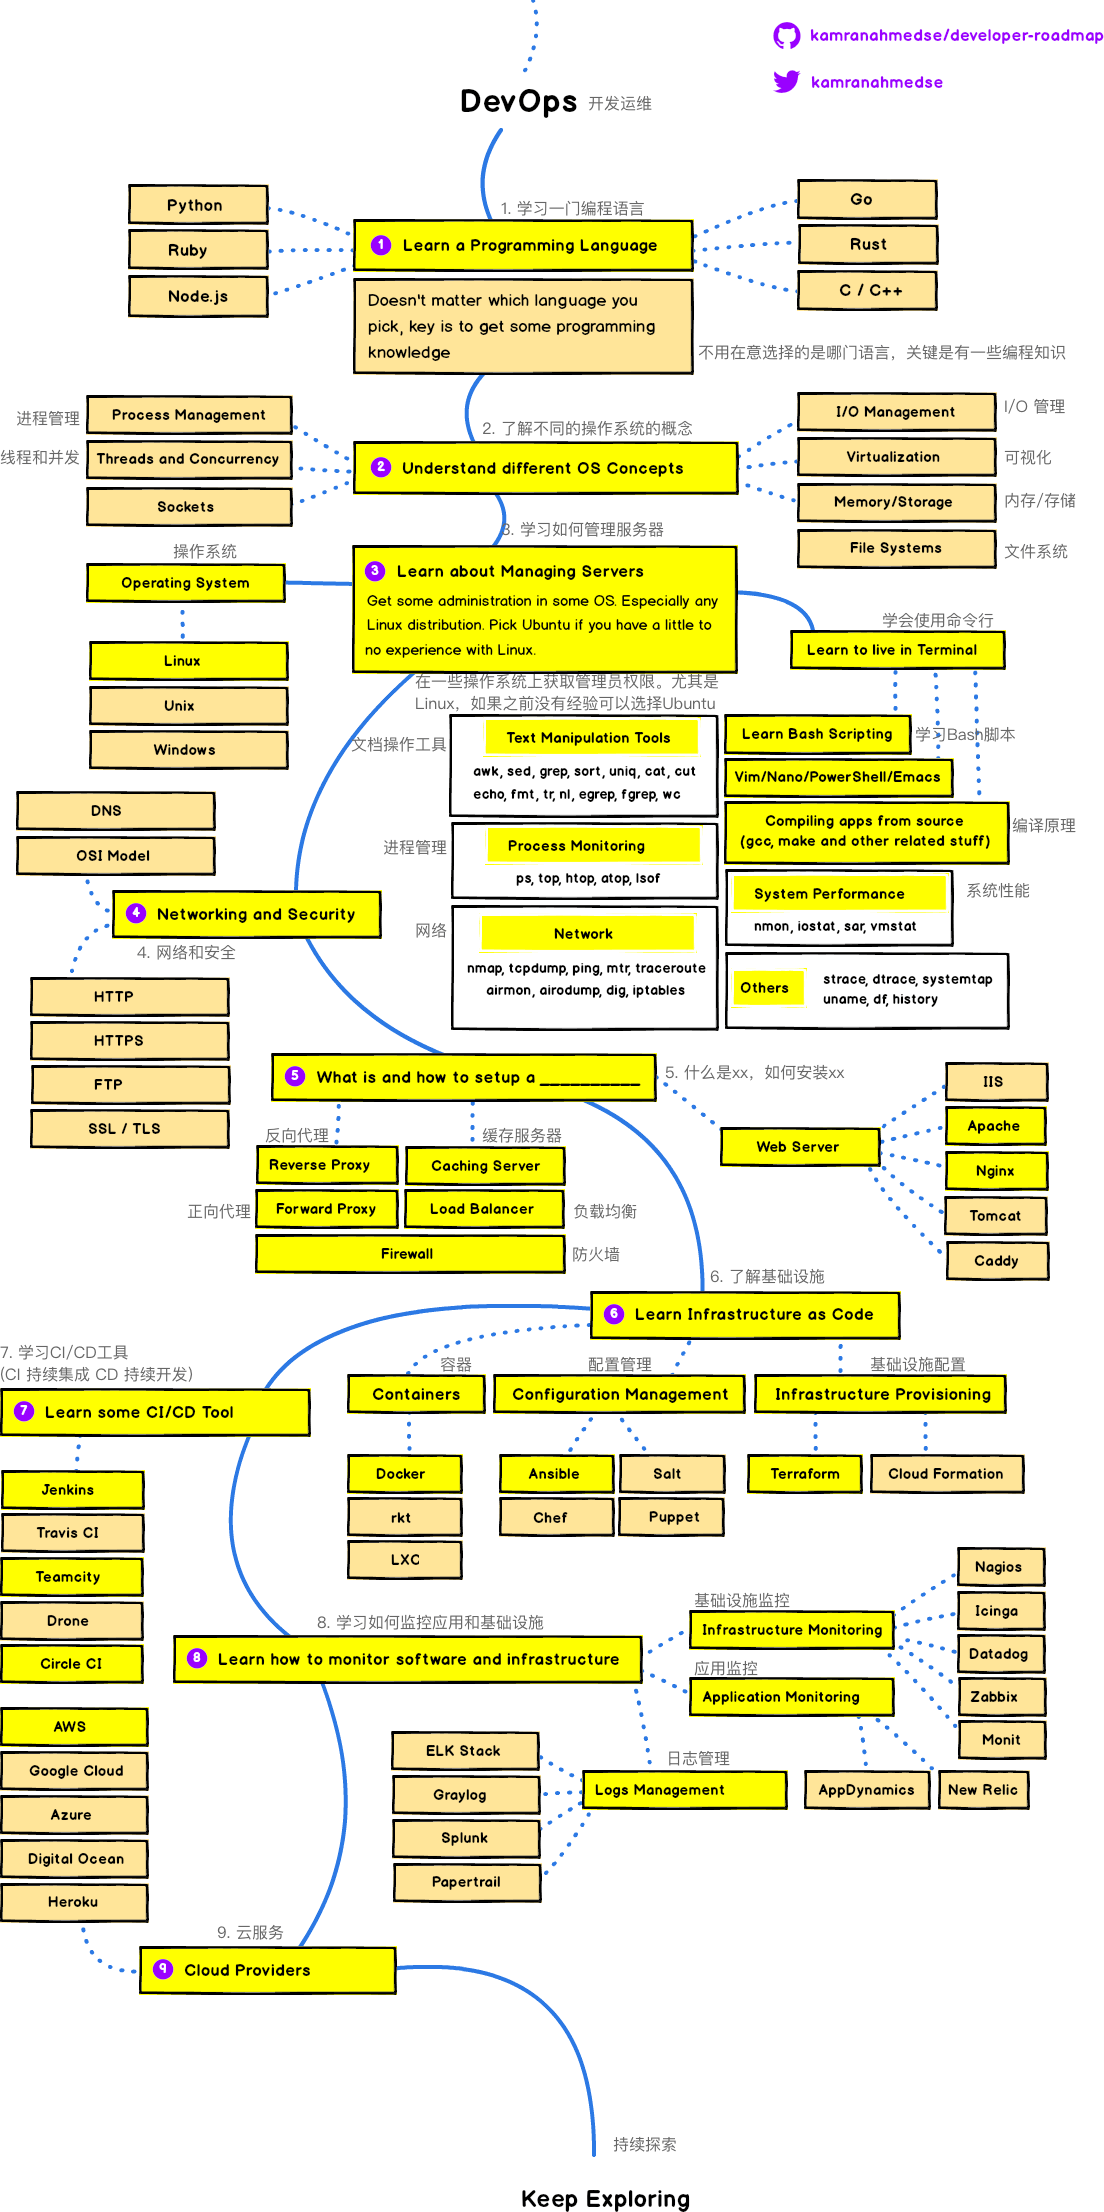 kamranahmedse/developer-roadmap
kamranahmedse
DevOps 开发运维
1. 学习一门编程语言
Python
Ruby
Node.js
1 Learn a Programming Language
Go
Rust
C / C++
Doesn't matter which language you
pick, key is to get some programming
knowledge
不用在意选择的是哪门语言，关键是有一些编程知识
2. 了解不同的操作系统的概念
进程管理
Process Management
线程和并发
Threads and Concurrency
Sockets
2 Understand different OS Concepts
I/O Management
I/O 管理
Virtualization
可视化
Memory/Storage
内存/存储
File Systems
文件系统
3. 学习如何管理服务器
操作系统
Operating System
Linux
Unix
Windows
3 Learn about Managing Servers
Get some administration in some OS. Especially any
Linux distribution. Pick Ubuntu if you have a little to
no experience with Linux.
在一些操作系统上获取管理员权限。尤其是
Linux，如果之前没有经验可以选择Ubuntu
学会使用命令行
Learn to live in Terminal
文档操作工具
Text Manipulation Tools
awk, sed, grep, sort, uniq, cat, cut
echo, fmt, tr, nl, egrep, fgrep, wc
进程管理
Process Monitoring
ps, top, htop, atop, lsof
网络
Network
nmap, tcpdump, ping, mtr, traceroute
airmon, airodump, dig, iptables
Learn Bash Scripting
学习Bash脚本
Vim/Nano/PowerShell/Emacs
Compiling apps from source
(gcc, make and other related stuff)
编译原理
System Performance
系统性能
nmon, iostat, sar, vmstat
Others
strace, dtrace, systemtap
uname, df, history
DNS
OSI Model
4 Networking and Security
4. 网络和安全
HTTP
HTTPS
FTP
SSL / TLS
5 What is and how to setup a ___________
5. 什么是xx，如何安装xx
反向代理
Reverse Proxy
缓存服务器
Caching Server
正向代理
Forward Proxy
Load Balancer
负载均衡
Firewall
防火墙
Web Server
IIS
Apache
Nginx
Tomcat
Caddy
6. 了解基础设施
6 Learn Infrastructure as Code
容器
Containers
Docker
rkt
LXC
配置管理
Configuration Management
Ansible
Salt
Chef
Puppet
基础设施配置
Infrastructure Provisioning
Terraform
Cloud Formation
7. 学习CI/CD工具
(CI 持续集成 CD 持续开发)
7 Learn some CI/CD Tool
Jenkins
Travis CI
Teamcity
Drone
Circle CI
8. 学习如何监控应用和基础设施
8 Learn how to monitor software and infrastructure
基础设施监控
Infrastructure Monitoring
Nagios
Icinga
Datadog
Zabbix
Monit
应用监控
Application Monitoring
AppDynamics
New Relic
日志管理
Logs Management
ELK Stack
Graylog
Splunk
Papertrail
AWS
Google Cloud
Azure
Digital Ocean
Heroku
9. 云服务
9 Cloud Providers
持续探索
Keep Exploring